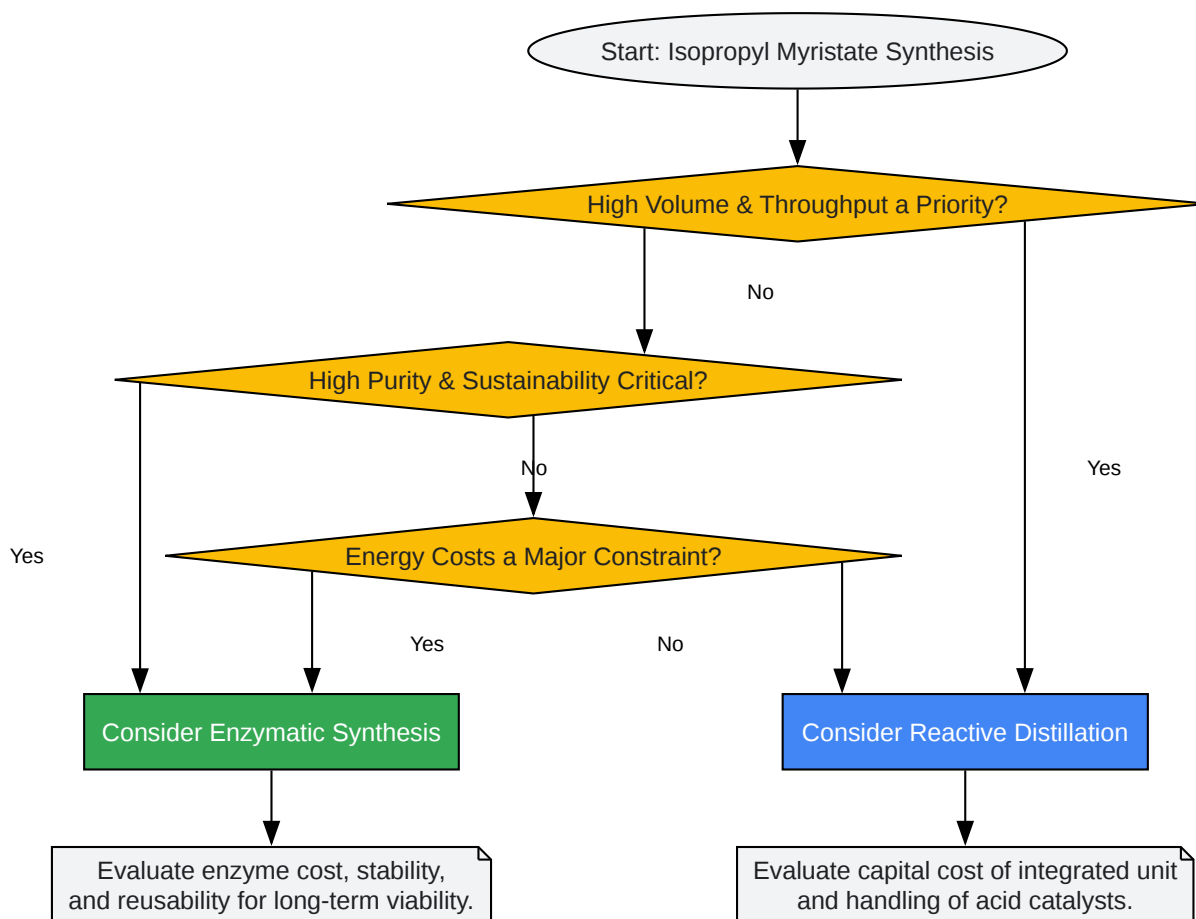 Start: Isopropyl Myristate Synthesis
High Volume & Throughput a Priority?
No
High Purity & Sustainability Critical?
No
Yes
Energy Costs a Major Constraint?
Yes
Yes
No
Consider Enzymatic Synthesis
Consider Reactive Distillation
Evaluate enzyme cost, stability,
and reusability for long-term viability.
Evaluate capital cost of integrated unit
and handling of acid catalysts.